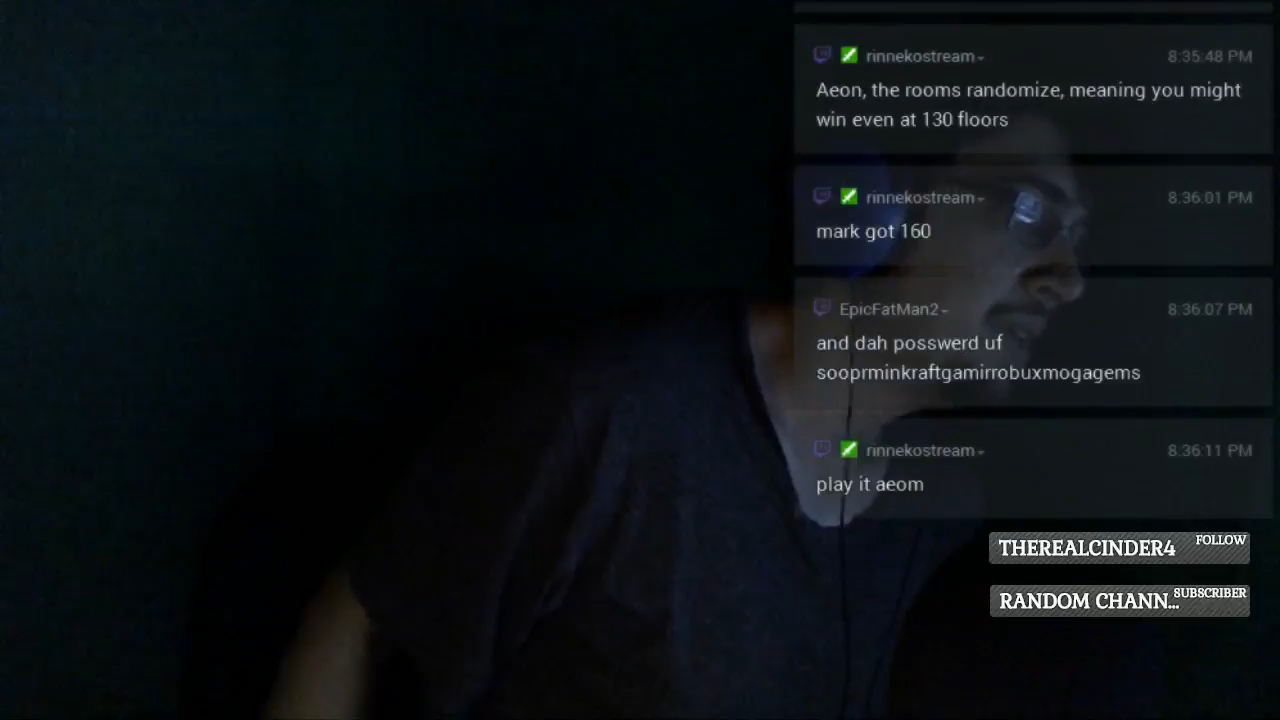 rinnekostream 8:35:48 PM
Aeon, the rooms randomize, meaning you might
win even at 130 floors
rinnekostream 8:36:01 PM
mark got 160
EpicFatMan2 8:36:07 PM
and dah posswerd uf
sooprminkraftgamirrobuxmogagems
rinnekostream 8:36:11 PM
play it aeom
THEREALCINDER4 FOLLOW
RANDOM CHANN... SUBSCRIBER